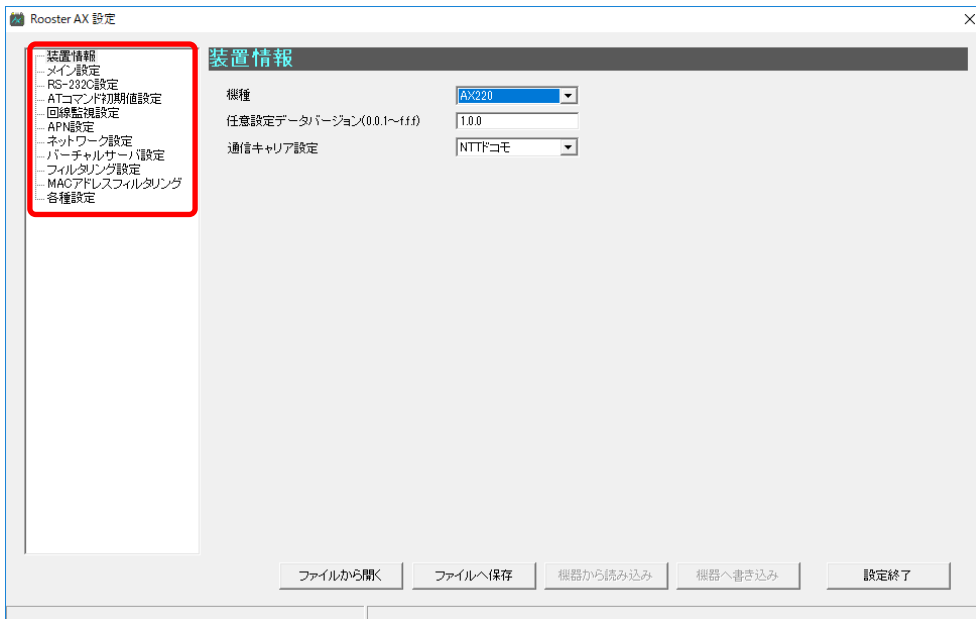 Rooster AX 設定
装置情報
メイン設定
RS-232C設定
ATコマンド初期値設定
回線監視設定
APN設定
ネットワーク設定
バーチャルサーバ設定
フィルタリング設定
MACアドレスフィルタリング
各種設定
装置情報
機種
AX220
任意設定データバージョン(0.0.1～f.f.f)
1.0.0
通信キャリア設定
NTTドコモ
ファイルから開く
ファイルへ保存
機器から読み込み
機器へ書き込み
設定終了